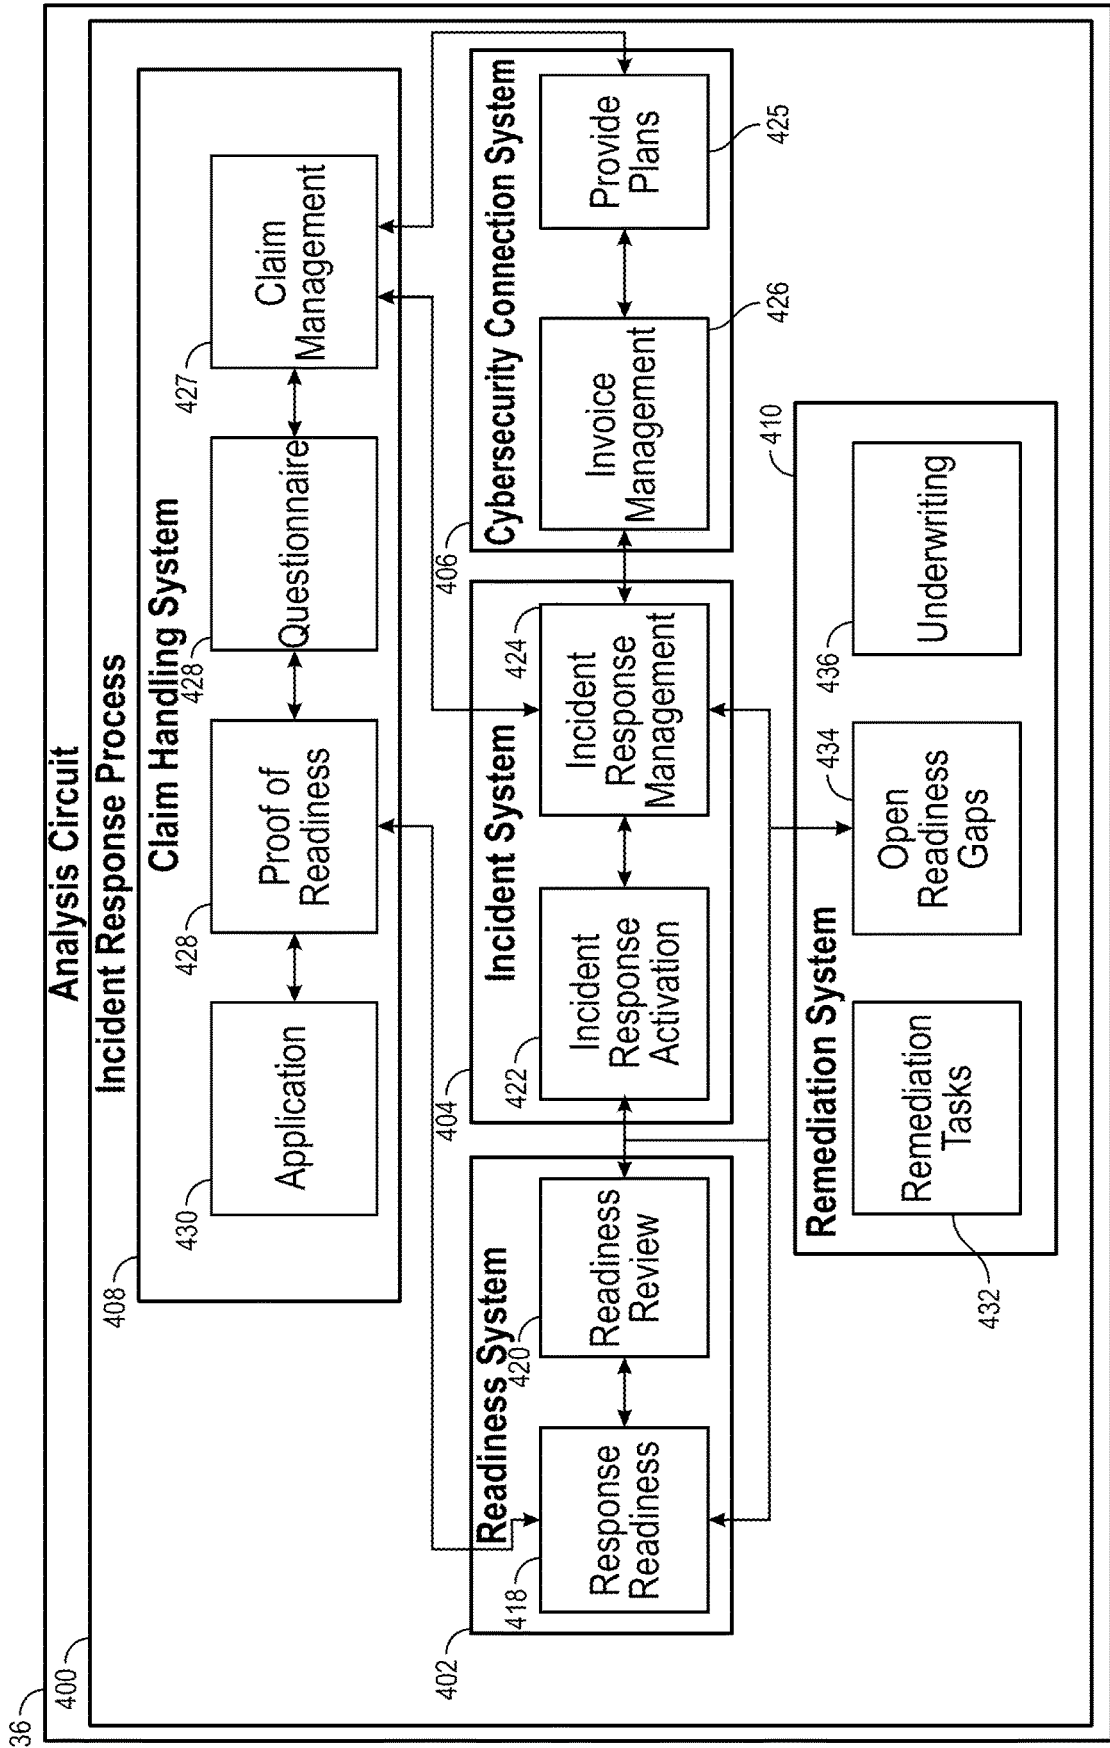 136
Analysis Circuit
400
Incident Response Process
408
Claim Handling System
430
Application
428
Proof of
Readiness
428
Questionnaire
427
Claim
Management
402
Readiness System
418
Response
Readiness
420
Readiness
Review
404
Incident System
422
Incident
Response
Activation
424
Incident
Response
Management
406
Cybersecurity Connection System
426
Invoice
Management
425
Provide
Plans
410
Remediation System
432
Remediation
Tasks
434
Open
Readiness
Gaps
436
Underwriting